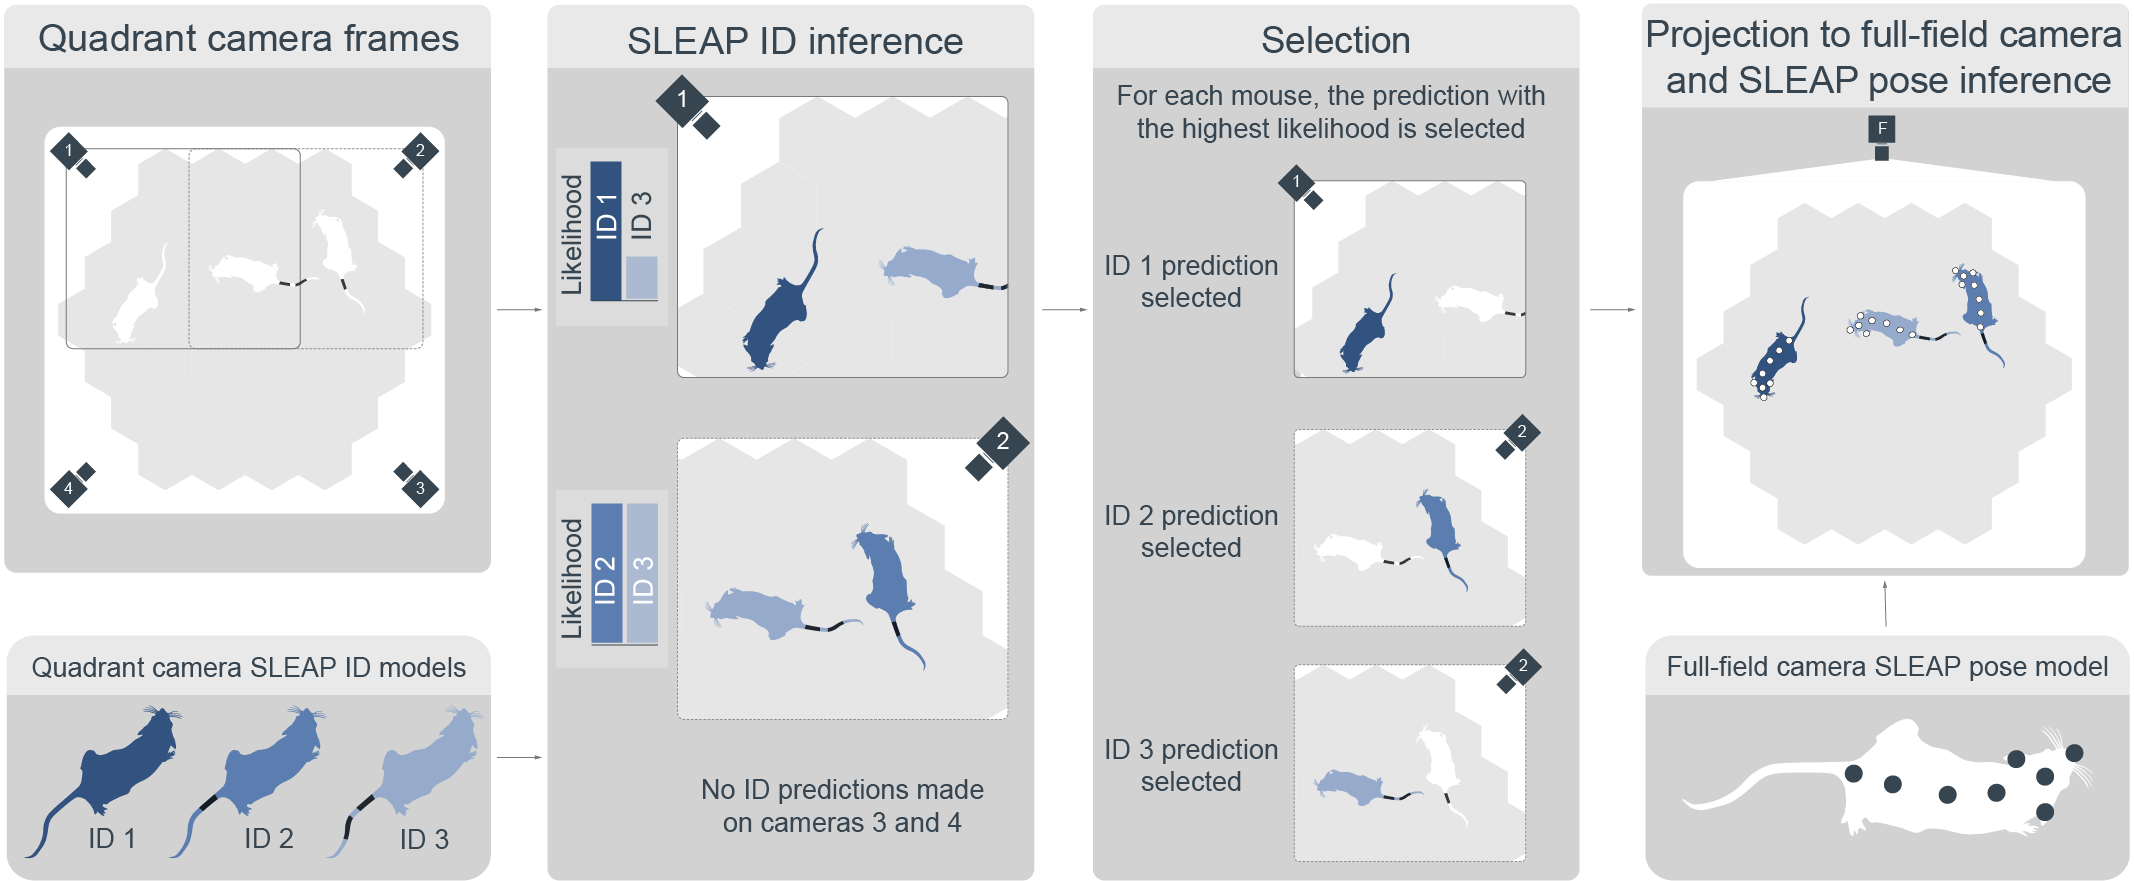 Quadrant camera frames
1
2
4
3
Quadrant camera SLEAP ID models
ID 1
ID 2
ID 3
SLEAP ID inference
1
Likelihood
ID 1
ID 3
2
Likelihood
ID 2
ID 3
No ID predictions made
on cameras 3 and 4
Selection
For each mouse, the prediction with
the highest likelihood is selected
1
ID 1 prediction
selected
2
ID 2 prediction
selected
2
ID 3 prediction
selected
Projection to full-field camera
and SLEAP pose inference
F
Full-field camera SLEAP pose model